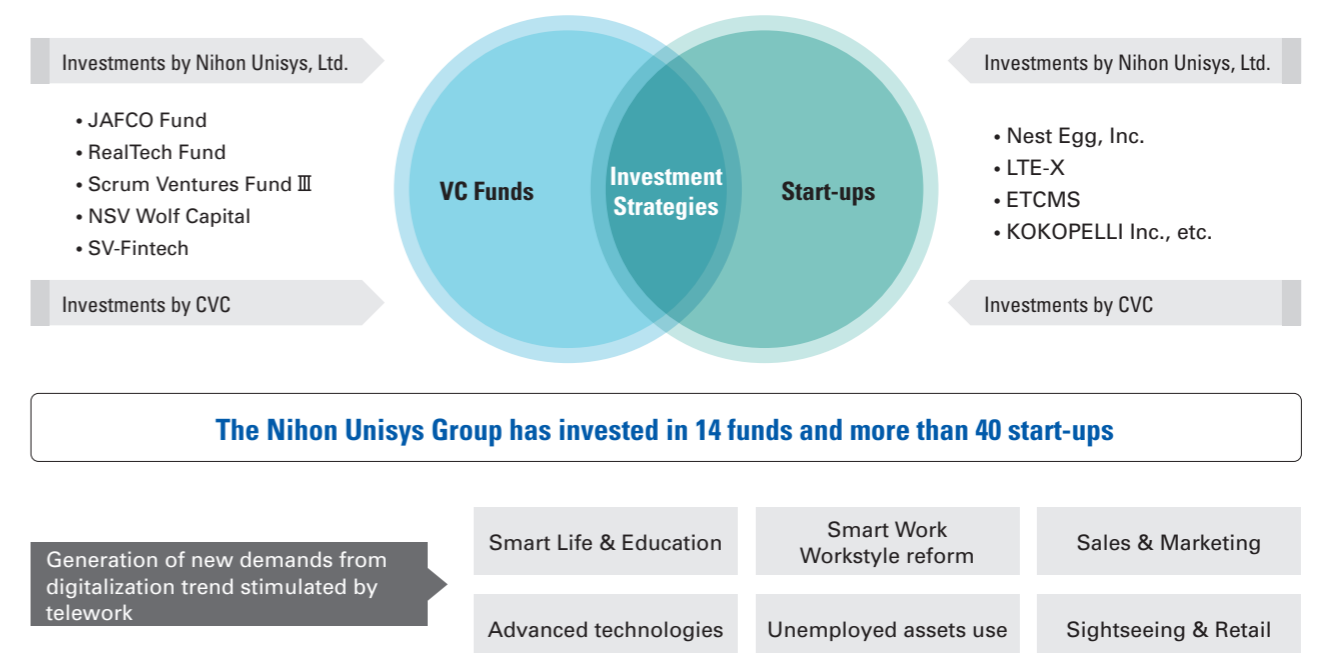 Investments by Nihon Unisys, Ltd.
• JAFCO Fund
• RealTech Fund
• Scrum Ventures Fund Ⅲ
• NSV Wolf Capital
• SV-Fintech
Investments by CVC
VC Funds
Investment
Strategies
Start-ups
Investments by Nihon Unisys, Ltd.
• Nest Egg, Inc.
• LTE-X
• ETCMS
• KOKOPELLI Inc., etc.
Investments by CVC
The Nihon Unisys Group has invested in 14 funds and more than 40 start-ups
Generation of new demands from
digitalization trend stimulated by
telework
Smart Life & Education
Smart Work
Workstyle reform
Sales & Marketing
Advanced technologies
Unemployed assets use
Sightseeing & Retail